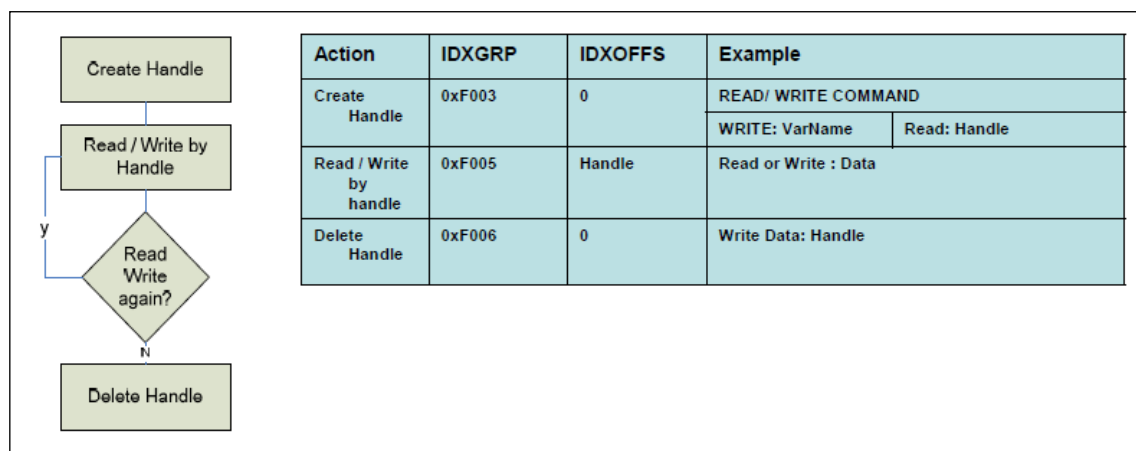 Create Handle
Read / Write by
Handle
y
Read
Write
again?
N
Delete Handle
Action IDXGRP IDXOFFS Example
Create
Handle
0xF003 0 READ/ WRITE COMMAND
WRITE: VarName Read: Handle
Read / Write
by
handle
0xF005 Handle Read or Write : Data
Delete
Handle
0xF006 0 Write Data: Handle